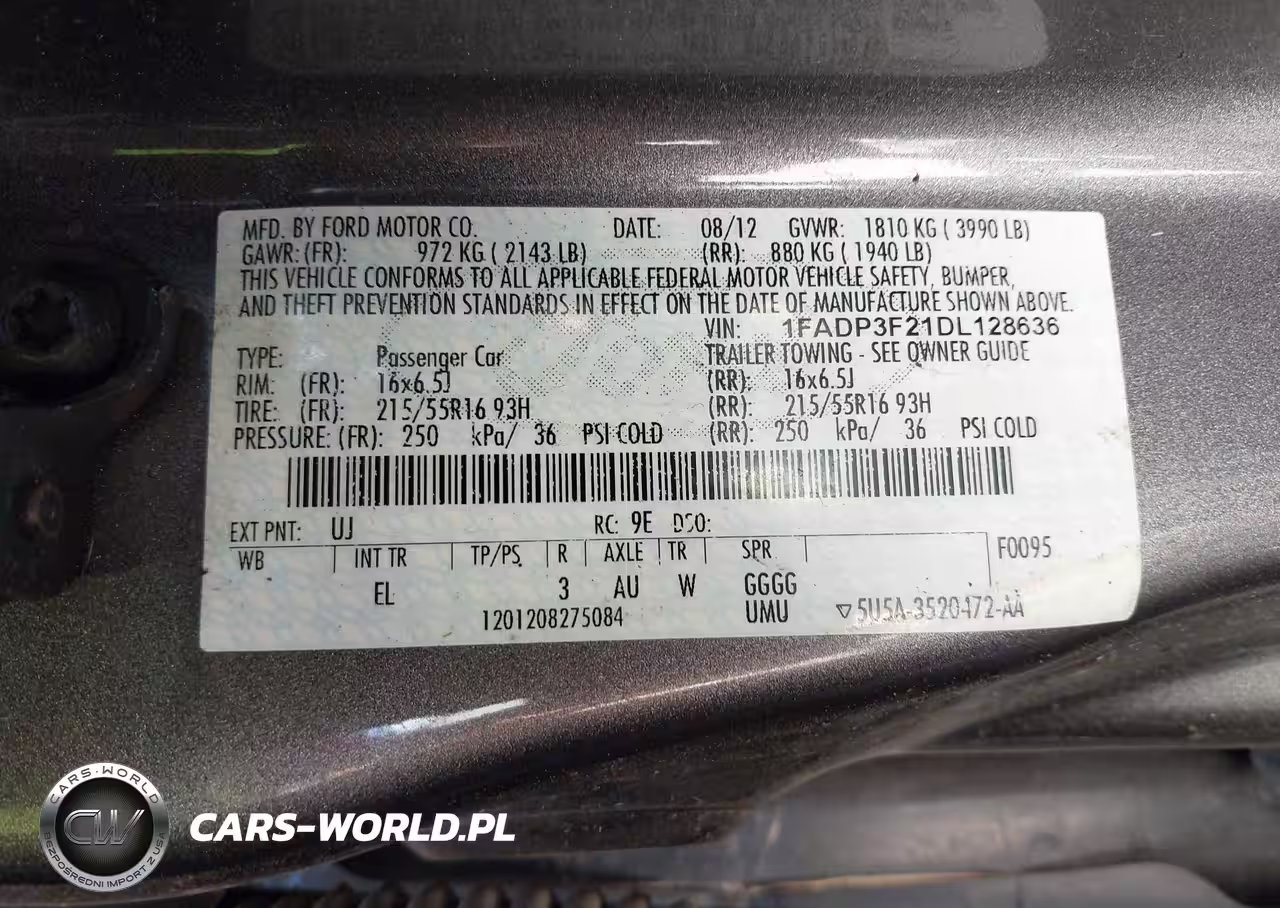 MFD. BY FORD MOTOR CO. DATE: 08/12 GVWR: 1810 KG ( 3990 LB)
GAWR: (FR): 972 KG ( 2143 LB) (RR): 880 KG ( 1940 LB)
THIS VEHICLE CONFORMS TO ALL APPLICABLE FEDERAL MOTOR VEHICLE SAFETY, BUMPER,
AND THEFT PREVENTION STANDARDS IN EFFECT ON THE DATE OF MANUFACTURE SHOWN ABOVE.
VIN: 1FADP3F21DL128636
TYPE: Passenger Car TRAILER TOWING - SEE OWNER GUIDE
RIM: (FR): 16x6.5J (RR): 16x6.5J
TIRE: (FR): 215/55R16 93H (RR): 215/55R16 93H
PRESSURE: (FR): 250 kPa/ 36 PSI COLD (RR): 250 kPa/ 36 PSI COLD
EXT PNT: UJ RC: 9E DSO:
WB INT TR TP/PS R AXLE TR SPR F0095
EL 3 AU W GGGG
1201208275084 UMU ▽5U5A-3520472-AA
CARS-WORLD
CW
BEZPOŚREDNI IMPORT Z USA
CARS-WORLD.PL